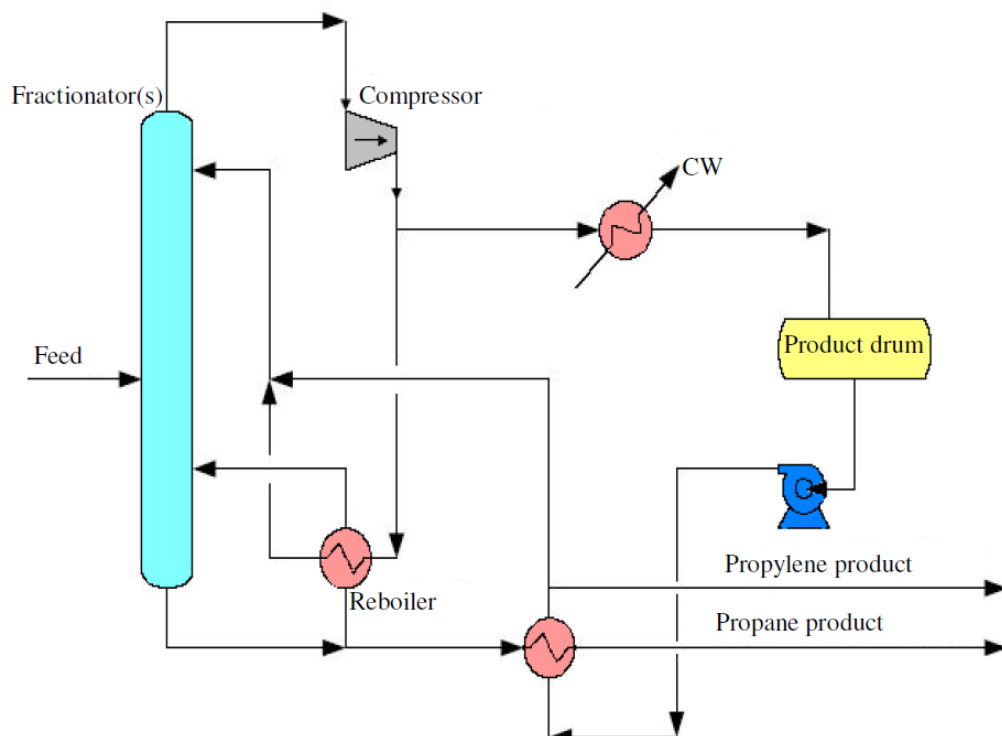 Fractionator(s)
Compressor
CW
Feed
Product drum
Propylene product
Reboiler
Propane product